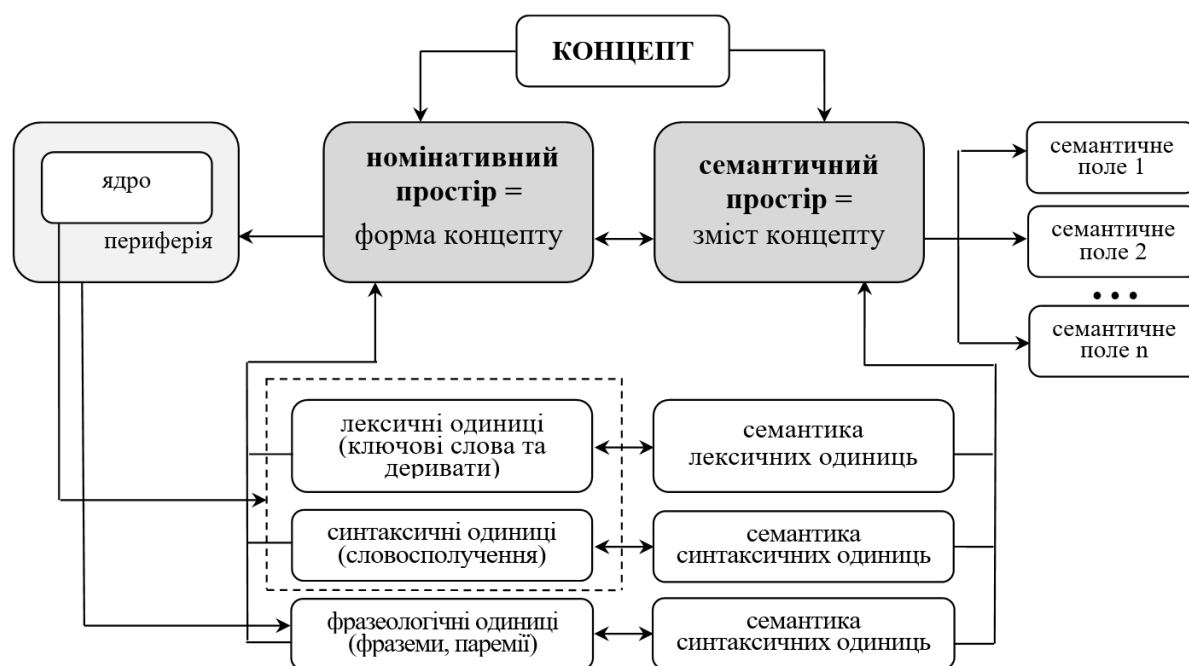 КОНЦЕПТ
номінативний
простір =
форма концепту
семантичний
простір =
зміст концепту
ядро
периферія
семантичне
поле 1
семантичне
поле 2
• • •
семантичне
поле n
лексичні одиниці
(ключові слова та
деривати)
семантика
лексичних одиниць
синтаксичні одиниці
(словосполучення)
семантика
синтаксичних одиниць
фразеологічні одиниці
(фраземи, паремії)
семантика
синтаксичних одиниць